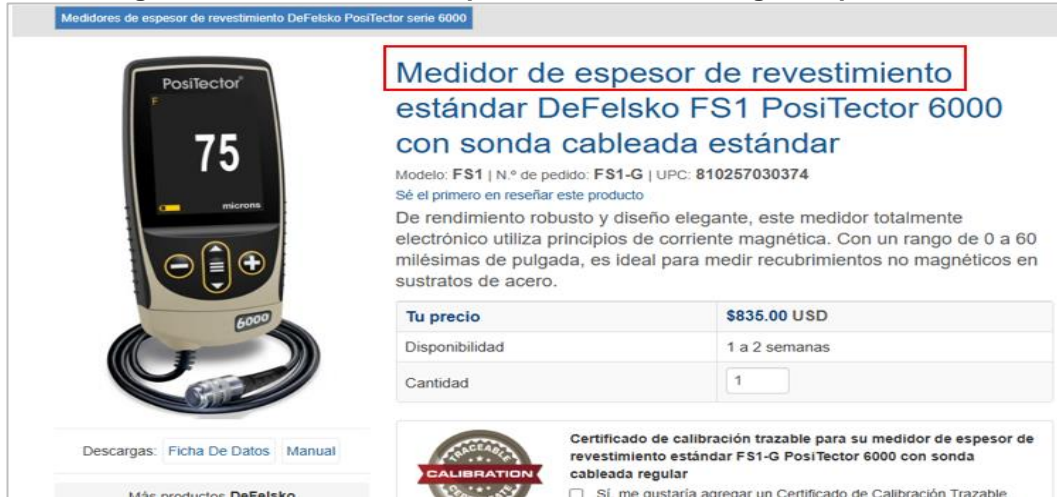 Medidores de espesor de revestimiento DeFelsko PosiTector serie 6000
PosiTector®
F
75
microns
6000
Medidor de espesor de revestimiento
estándar DeFelsko FS1 PosiTector 6000
con sonda cableada estándar
Modelo: FS1 | N.º de pedido: FS1-G | UPC: 810257030374
Sé el primero en reseñar este producto
De rendimiento robusto y diseño elegante, este medidor totalmente
electrónico utiliza principios de corriente magnética. Con un rango de 0 a 60
milésimas de pulgada, es ideal para medir recubrimientos no magnéticos en
sustratos de acero.
Tu precio $835.00 USD
Disponibilidad 1 a 2 semanas
Cantidad 1
Descargas: Ficha De Datos Manual
Más productos DeFelsko
TRACEABLE
CALIBRATION
Certificado de calibración trazable para su medidor de espesor de
revestimiento estándar FS1-G PosiTector 6000 con sonda
cableada regular
Sí, me gustaría agregar un Certificado de Calibración Trazable